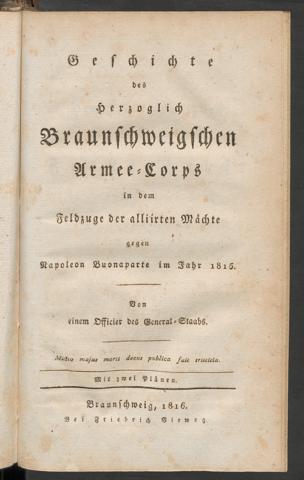 Geschichte
des
Herzoglich
Braunschweigschen
Armee-Corps
in dem
Feldzuge der alliirten Mächte
gegen
Napoleon Buonaparte im Jahr 1815.
Von
einem Officier des General-Staabs.
Multo majus morti decus publica fuit tristitia.
Mit zwei Plänen.
Braunschweig, 1816.
Bei Friedrich Vieweg.